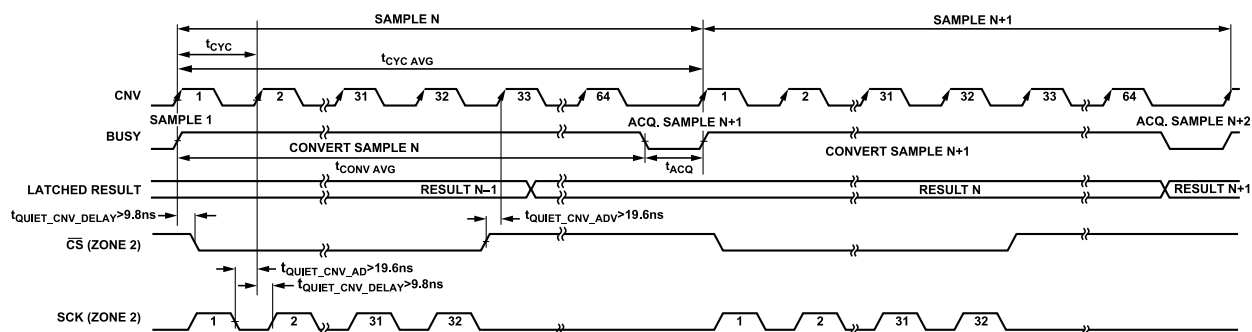 SAMPLE N SAMPLE N+1
tCYC
tCYC AVG
CNV 1 2 31 32 33 64 1 2 31 32 33 64
SAMPLE 1 ACQ. SAMPLE N+1 ACQ. SAMPLE N+2
BUSY
CONVERT SAMPLE N CONVERT SAMPLE N+1
tCONV AVG tACQ
LATCHED RESULT RESULT N–1 RESULT N RESULT N+1
tQUIET_CNV_DELAY>9.8ns tQUIET_CNV_ADV>19.6ns
CS (ZONE 2)
tQUIET_CNV_AD>19.6ns
tQUIET_CNV_DELAY>9.8ns
SCK (ZONE 2) 1 2 31 32 1 2 31 32